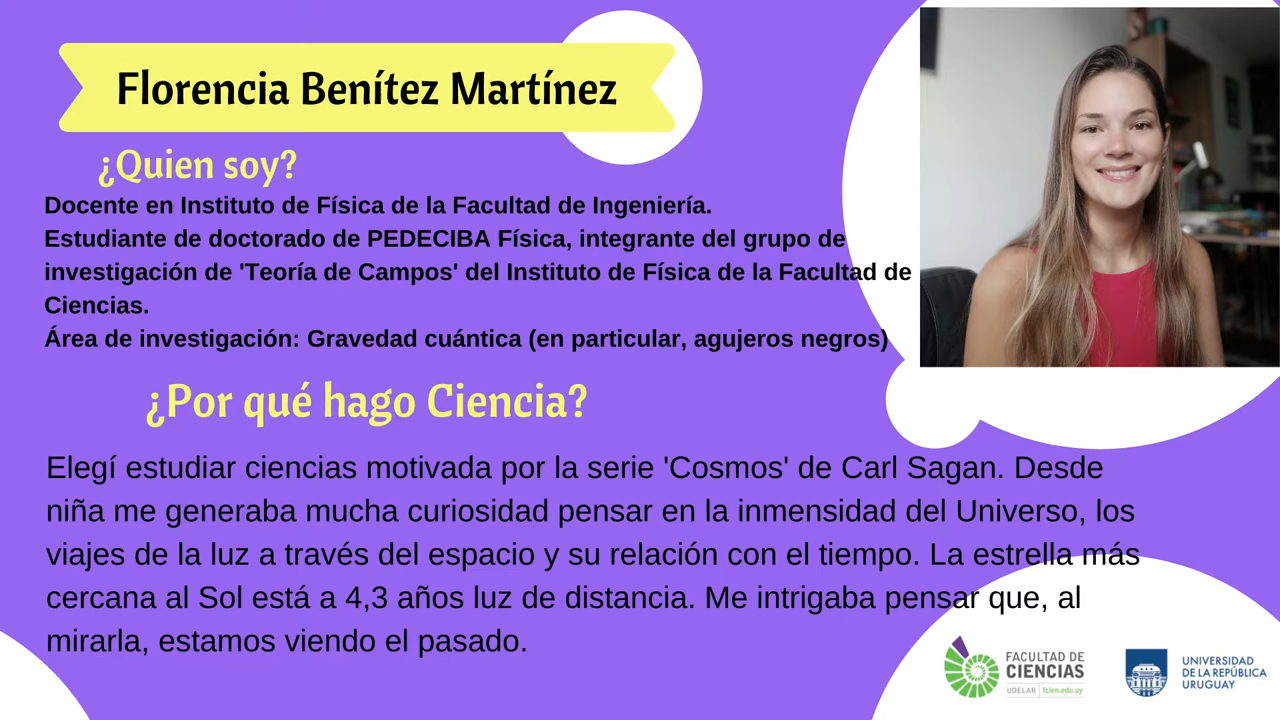 Florencia Benítez Martínez
¿Quien soy?
Docente en Instituto de Física de la Facultad de Ingeniería.
Estudiante de doctorado de PEDECIBA Física, integrante del grupo de
investigación de 'Teoría de Campos' del Instituto de Física de la Facultad de
Ciencias.
Área de investigación: Gravedad cuántica (en particular, agujeros negros)
¿Por qué hago Ciencia?
Elegí estudiar ciencias motivada por la serie 'Cosmos' de Carl Sagan. Desde
niña me generaba mucha curiosidad pensar en la inmensidad del Universo, los
viajes de la luz a través del espacio y su relación con el tiempo. La estrella más
cercana al Sol está a 4,3 años luz de distancia. Me intrigaba pensar que, al
mirarla, estamos viendo el pasado.
FACULTAD DE
CIENCIAS
UDELAR | fcien.edu.uy
UNIVERSIDAD
DE LA REPÚBLICA
URUGUAY